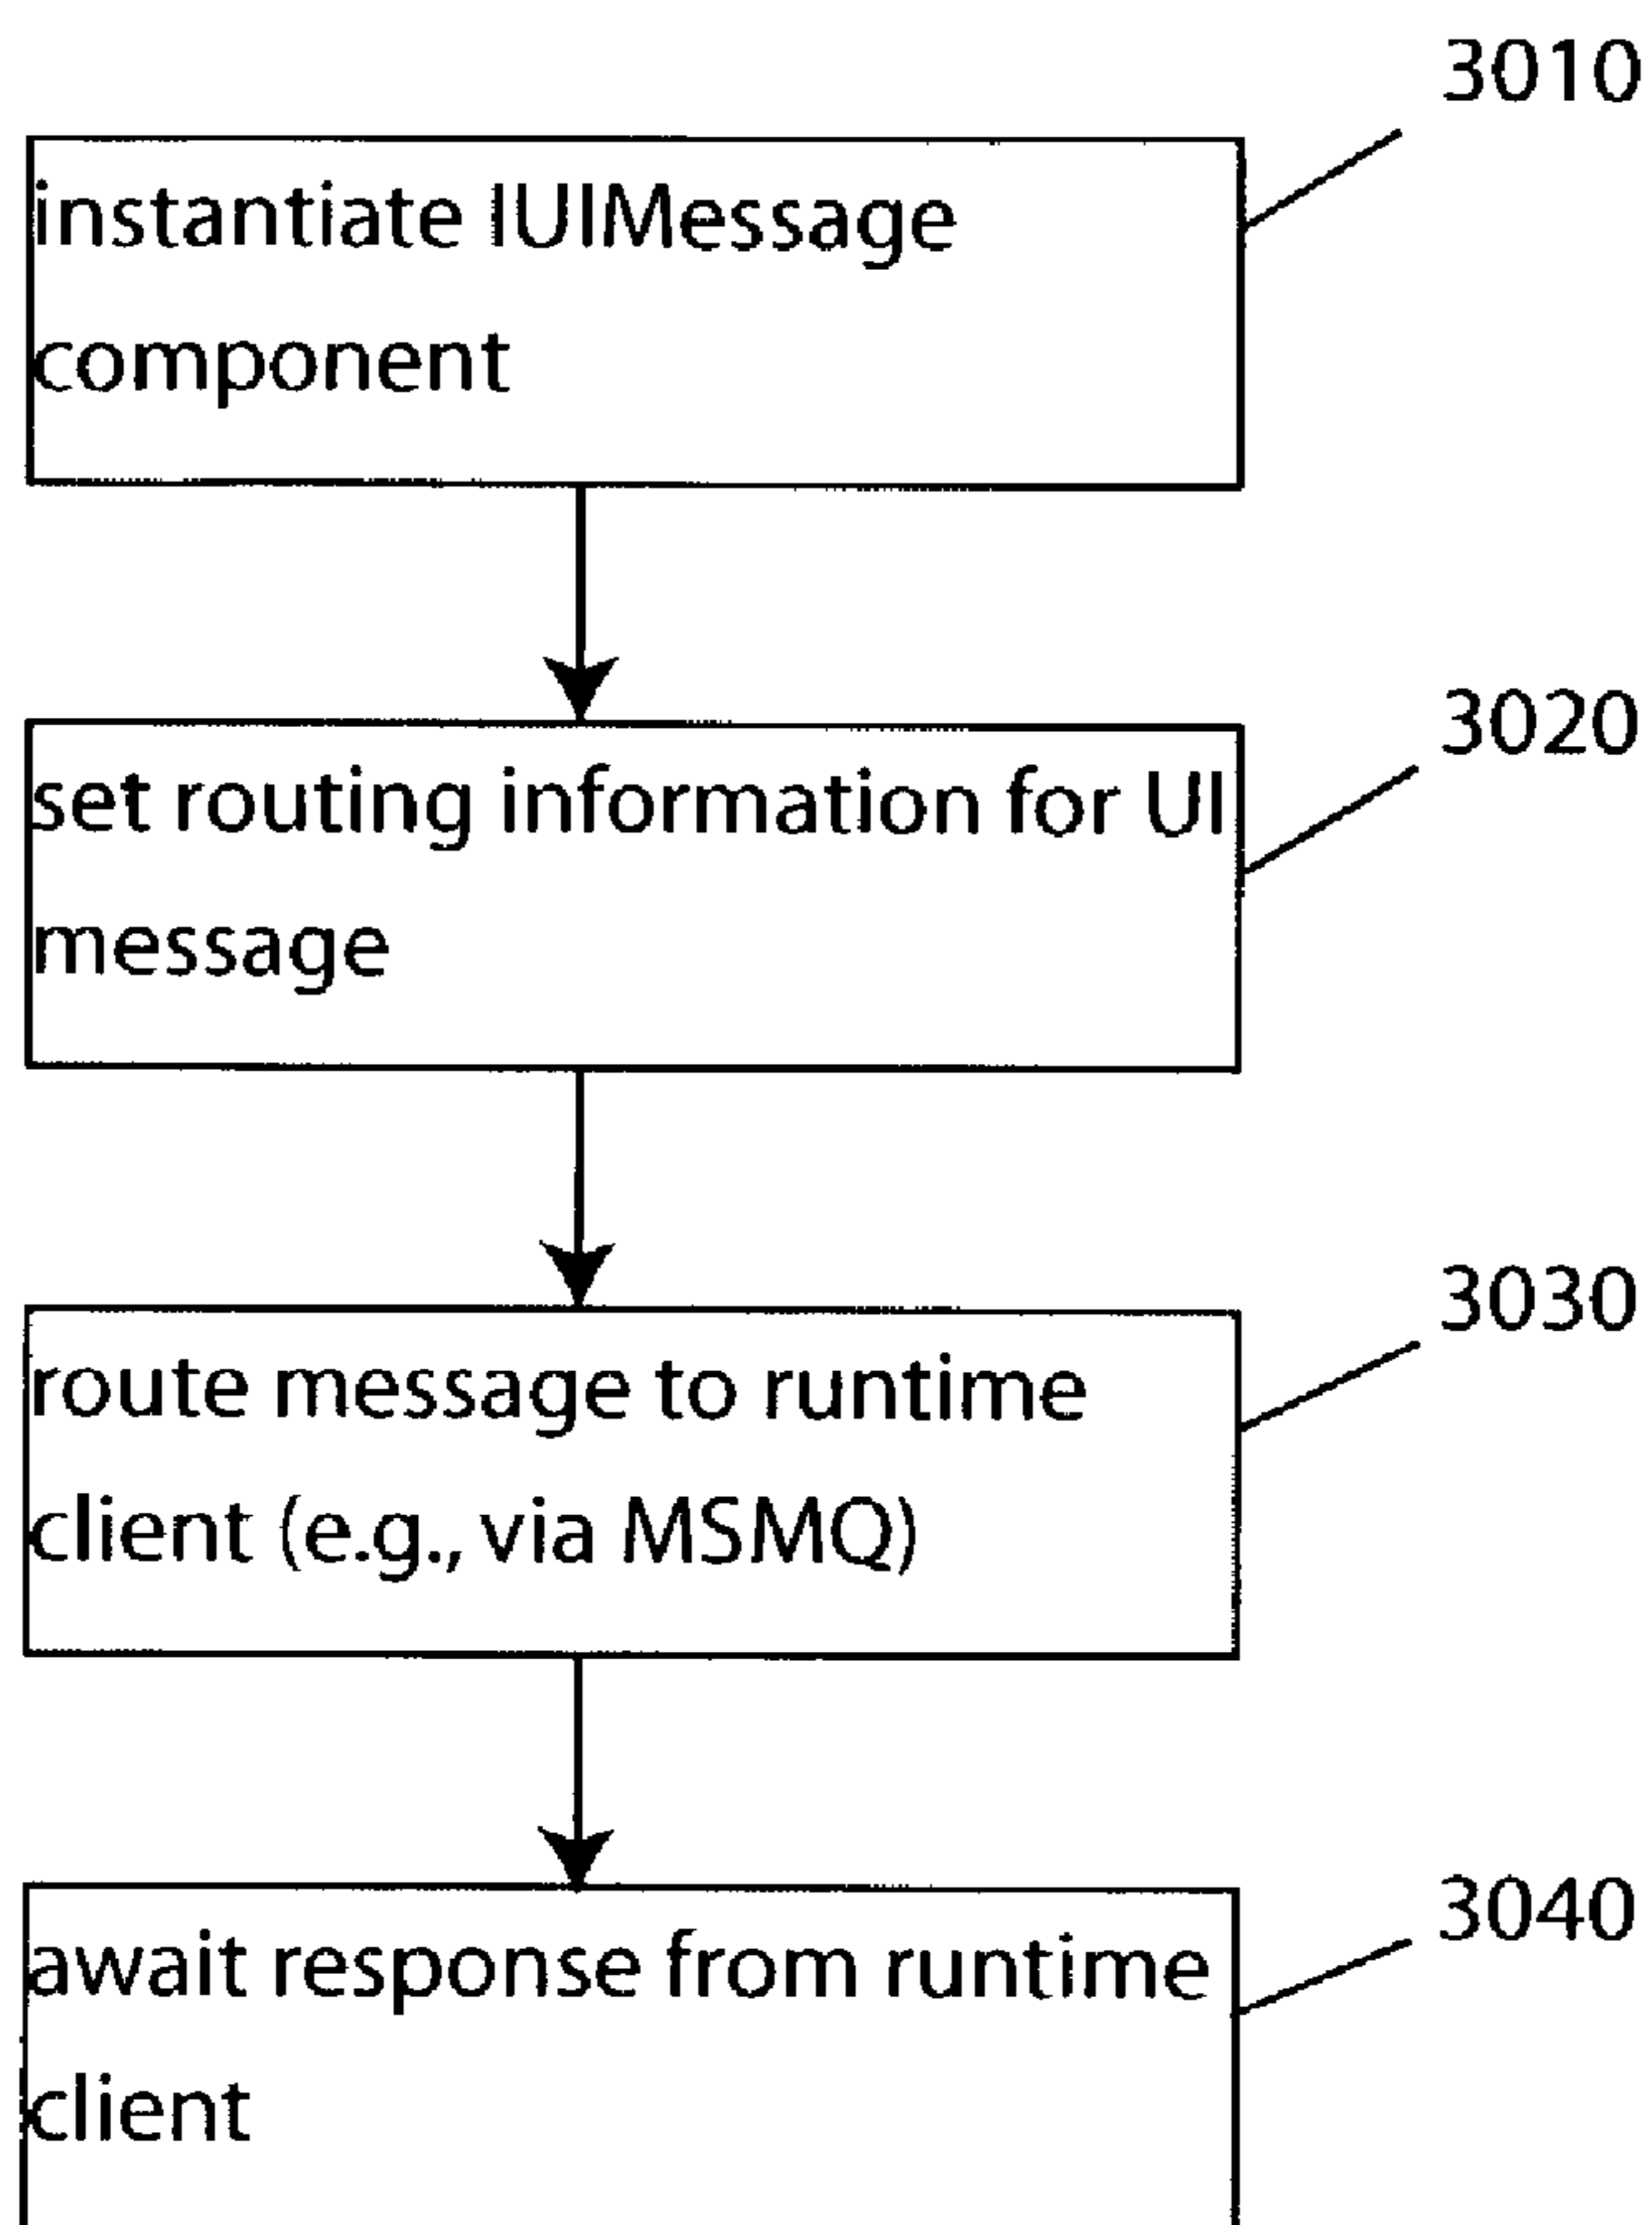 3010
instantiate IUIMessage
component
3020
set routing information for UI
message
3030
route message to runtime
client (e.g., via MSMQ)
3040
await response from runtime
client